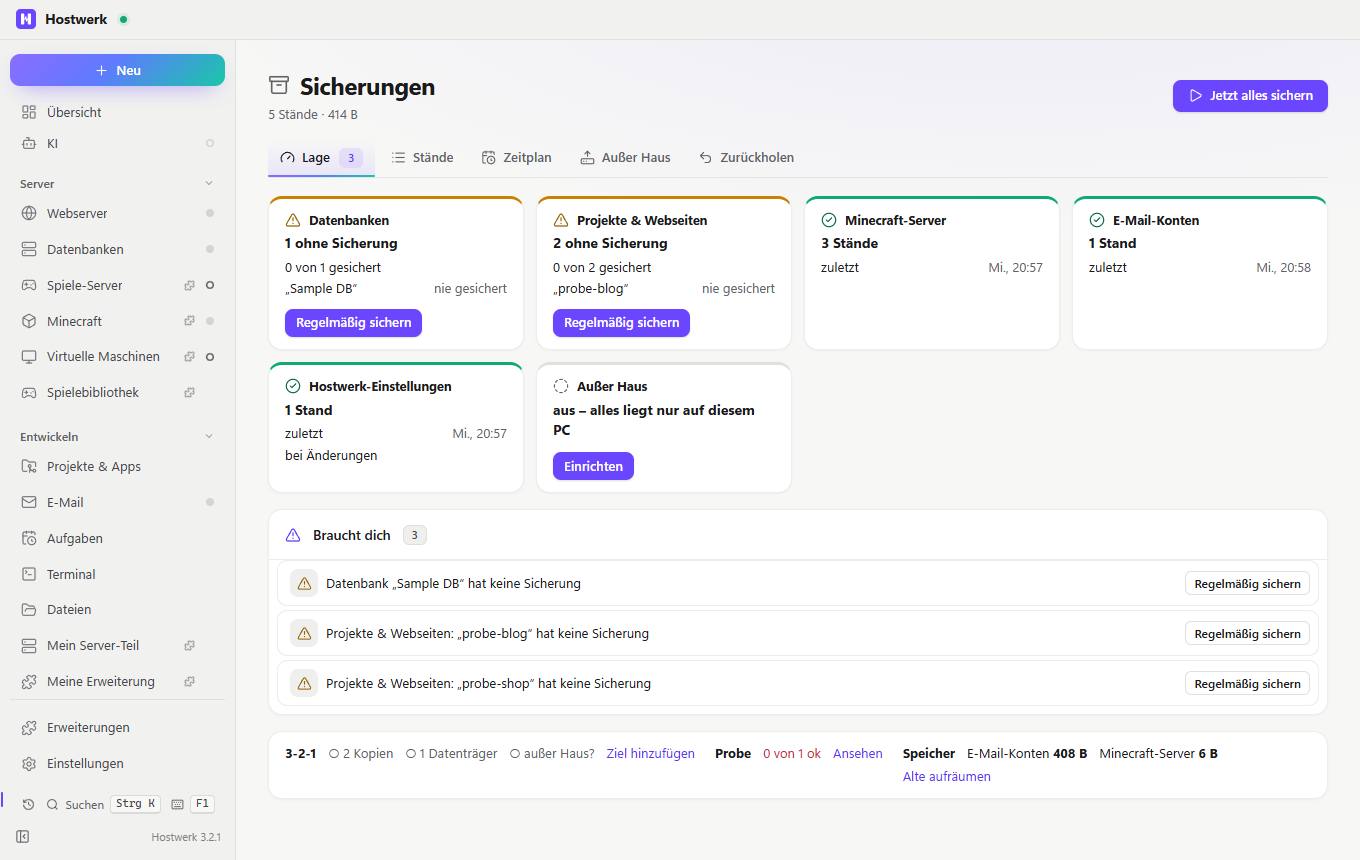 Hostwerk
Neu
Übersicht
KI
Server
Webserver
Datenbanken
Spiele-Server
Minecraft
Virtuelle Maschinen
Spielebibliothek
Entwickeln
Projekte & Apps
E-Mail
Aufgaben
Terminal
Dateien
Mein Server-Teil
Meine Erweiterung
Erweiterungen
Einstellungen
Suchen Strg K F1
Hostwerk 3.2.1
Sicherungen
5 Stände · 414 B
Jetzt alles sichern
Lage 3 Stände Zeitplan Außer Haus Zurückholen
Datenbanken
1 ohne Sicherung
0 von 1 gesichert
„Sample DB“ nie gesichert
Regelmäßig sichern
Projekte & Webseiten
2 ohne Sicherung
0 von 2 gesichert
„probe-blog“ nie gesichert
Regelmäßig sichern
Minecraft-Server
3 Stände
zuletzt Mi., 20:57
E-Mail-Konten
1 Stand
zuletzt Mi., 20:58
Hostwerk-Einstellungen
1 Stand
zuletzt Mi., 20:57
bei Änderungen
Außer Haus
aus – alles liegt nur auf diesem
PC
Einrichten
Braucht dich 3
Datenbank „Sample DB“ hat keine Sicherung Regelmäßig sichern
Projekte & Webseiten: „probe-blog“ hat keine Sicherung Regelmäßig sichern
Projekte & Webseiten: „probe-shop“ hat keine Sicherung Regelmäßig sichern
3-2-1 2 Kopien 1 Datenträger außer Haus? Ziel hinzufügen Probe 0 von 1 ok Ansehen Speicher E-Mail-Konten 408 B Minecraft-Server 6 B
Alte aufräumen